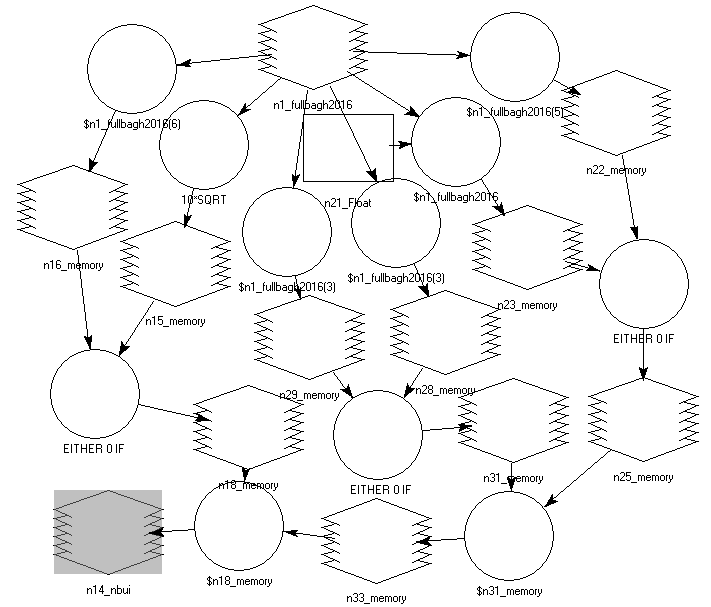 n1_fullbagh2016
$n1_fullbagh2016(6)
$n1_fullbagh2016(5)
n22_memory
10*SQRT
n21_Float
$n1_fullbagh2016
n16_memory
$n1_fullbagh2016(3)
$n1_fullbagh2016(3)
n23_memory
n15_memory
EITHER 0 IF
n29_memory
n28_memory
EITHER 0 IF
n18_memory
n31_memory
n25_memory
EITHER 0 IF
$n18_memory
n14_nbui
n33_memory
$n31_memory